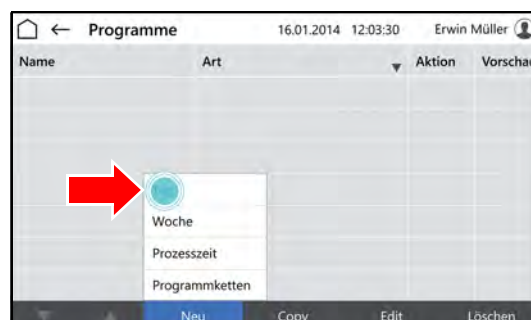 ← Programme 16.01.2014 12:03:30 Erwin Müller
Name Art Aktion Vorschau
Woche
Prozesszeit
Programmketten
Neu Copy Edit Löschen